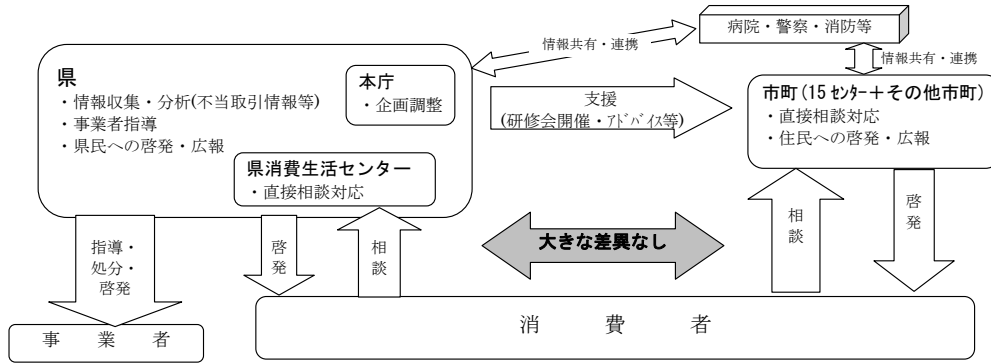 病院・警察・消防等
情報共有・連携
情報共有・連携
県
・情報収集・分析(不当取引情報等)
・事業者指導
・県民への啓発・広報
本庁
・企画調整
県消費生活センター
・直接相談対応
支援
(研修会開催・ｱﾄﾞﾊﾞｲｽ等)
市町(15ｾﾝﾀｰ＋その他市町)
・直接相談対応
・住民への啓発・広報
指導・
処分・
啓発
啓発
相談
大きな差異なし
相談
啓発
事業者
消費者